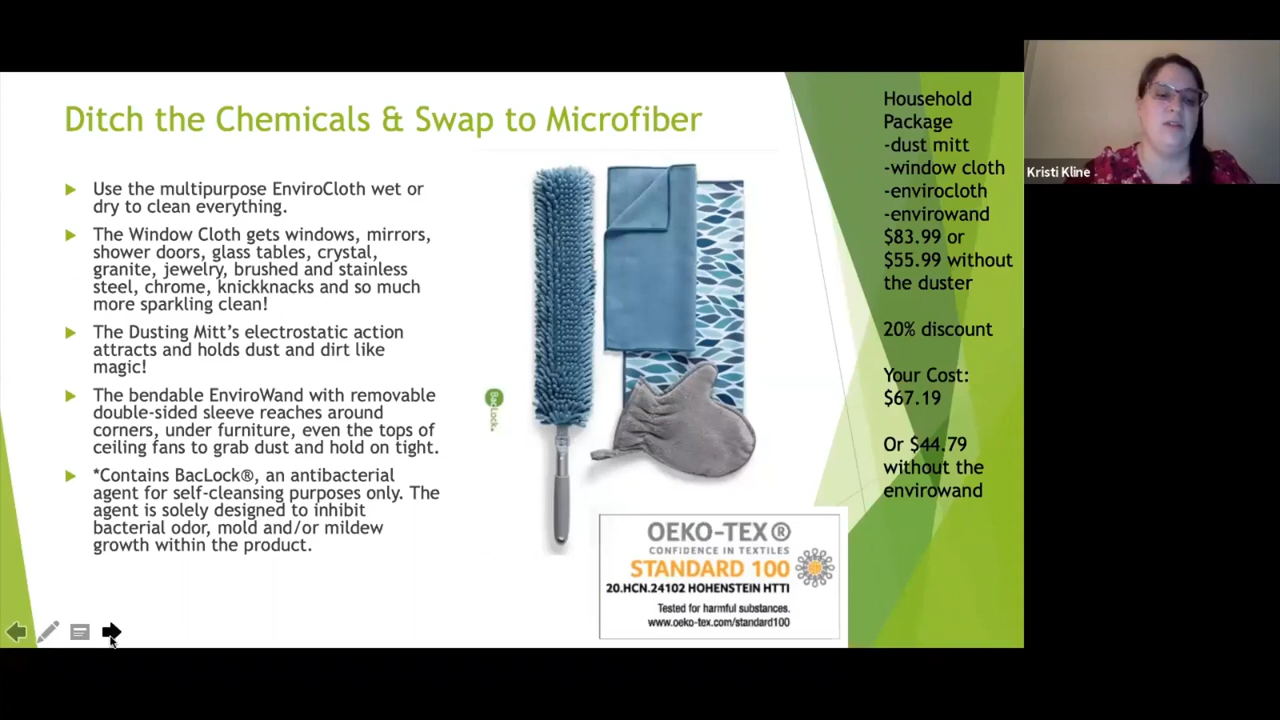 Ditch the Chemicals & Swap to Microfiber
Use the multipurpose EnviroCloth wet or
dry to clean everything.
The Window Cloth gets windows, mirrors,
shower doors, glass tables, crystal,
granite, jewelry, brushed and stainless
steel, chrome, knickknacks and so much
more sparkling clean!
The Dusting Mitt's electrostatic action
attracts and holds dust and dirt like
magic!
The bendable EnviroWand with removable
double-sided sleeve reaches around
corners, under furniture, even the tops of
ceiling fans to grab dust and hold on tight.
*Contains BacLock®, an antibacterial
agent for self-cleansing purposes only. The
agent is solely designed to inhibit
bacterial odor, mold and/or mildew
growth within the product.
BacLock.
OEKO-TEX®
CONFIDENCE IN TEXTILES
STANDARD 100
20.HCN.24102 HOHENSTEIN HTTI
Tested for harmful substances.
www.oeko-tex.com/standard100
Household
Package
-dust mitt
-window cloth
-envirocloth
-envirowand
$83.99 or
$55.99 without
the duster
20% discount
Your Cost:
$67.19
Or $44.79
without the
envirowand
Kristi Kline